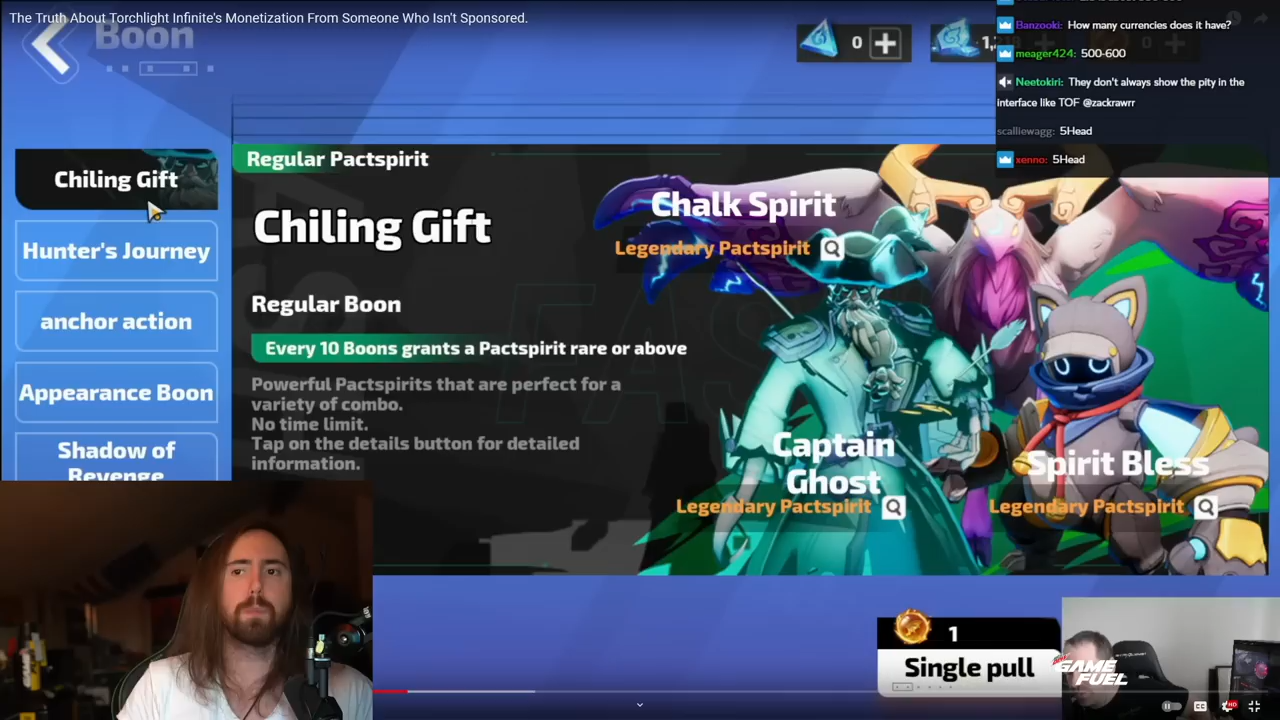 The Truth About Torchlight Infinite's Monetization From Someone Who Isn't Sponsored.
Boon
0
Banzooki: How many currencies does it have?
meager424: 500-600
Neetokiri: They don't always show the pity in the
interface like TOF @zackrawrr
scalliewagg: 5Head
xenno: 5Head
Chiling Gift
Hunter's Journey
anchor action
Appearance Boon
Shadow of
Revenge
Regular Pactspirit
Chiling Gift
Regular Boon
Every 10 Boons grants a Pactspirit rare or above
Powerful Pactspirits that are perfect for a
variety of combo.
No time limit.
Tap on the details button for detailed
information.
Chalk Spirit
Legendary Pactspirit
Captain
Ghost
Legendary Pactspirit
Spirit Bless
Legendary Pactspirit
1
Single pull
GAME
FUEL
CC
HD